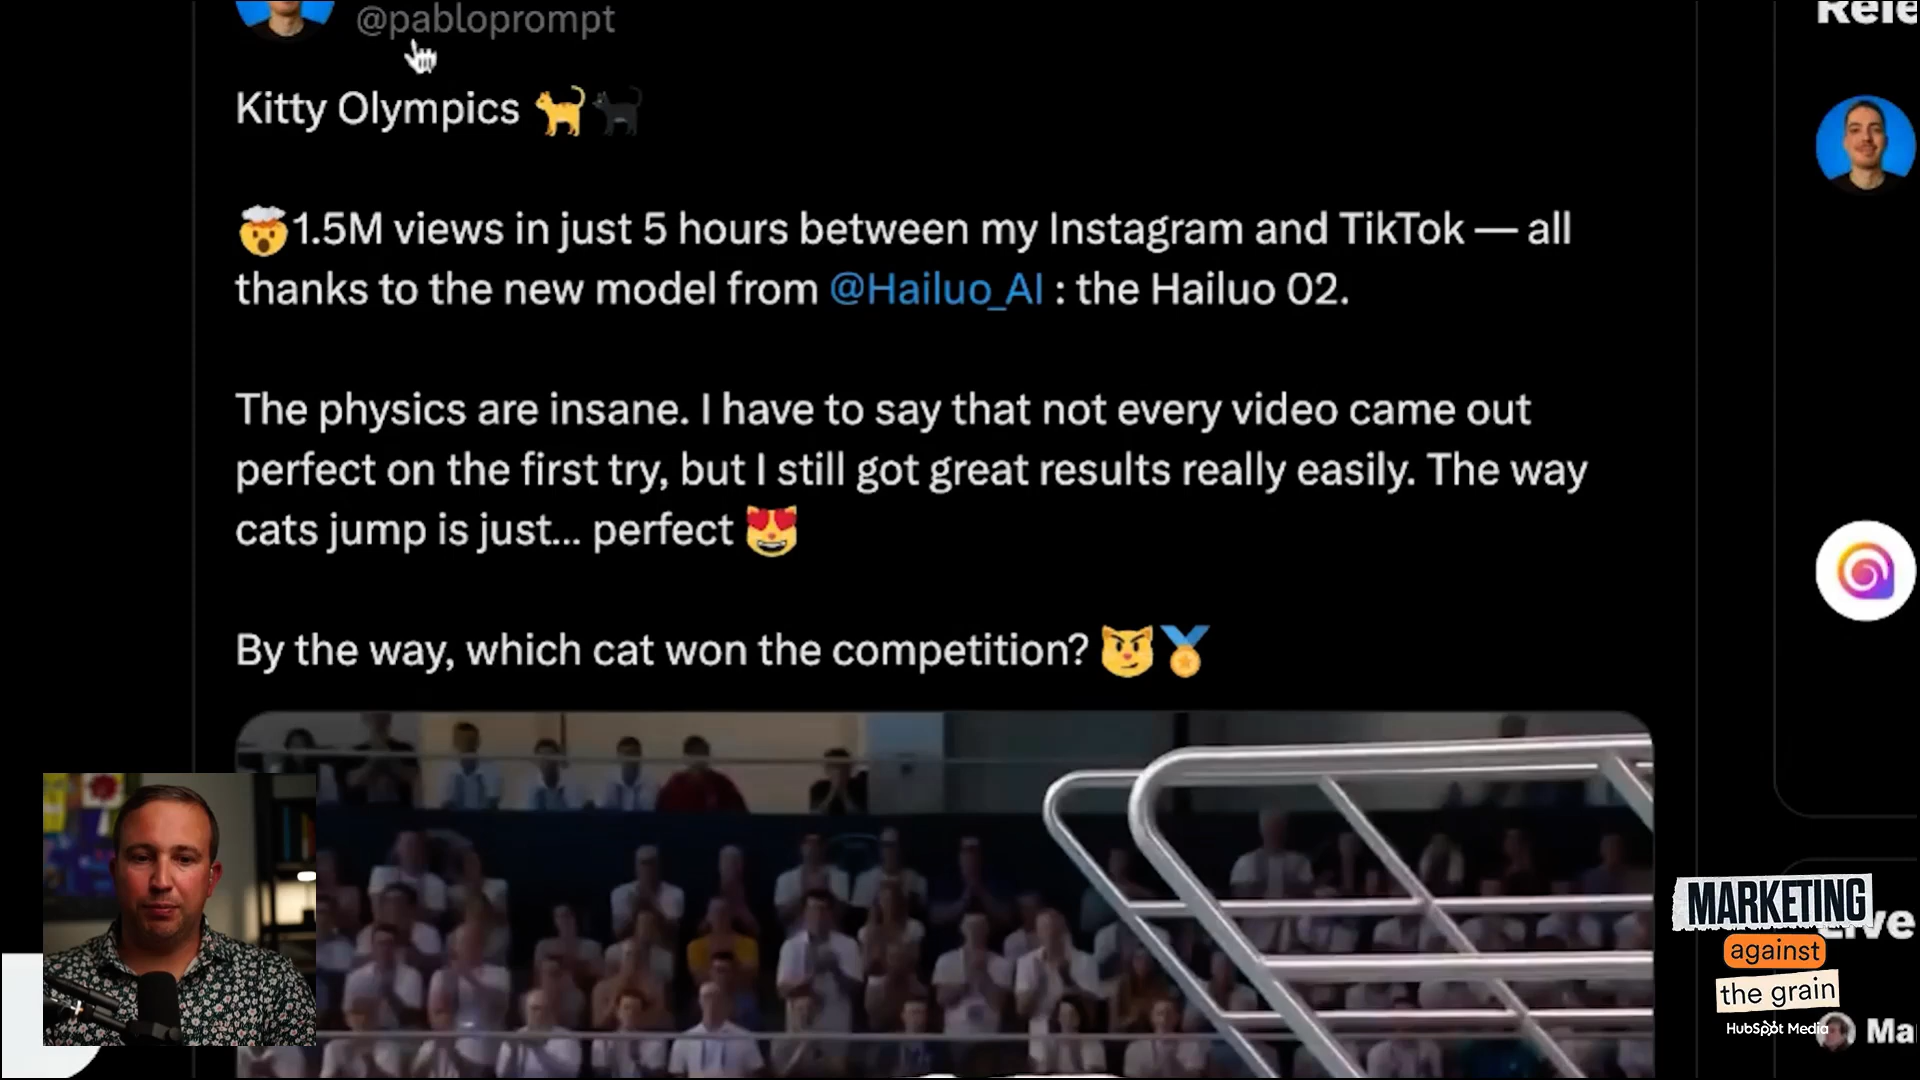 @pabloprompt
Kitty Olympics 🐈🐈‍⬛
🤯1.5M views in just 5 hours between my Instagram and TikTok — all
thanks to the new model from @Hailuo_AI : the Hailuo 02.
The physics are insane. I have to say that not every video came out
perfect on the first try, but I still got great results really easily. The way
cats jump is just... perfect 😻
By the way, which cat won the competition? 😼🏅
MARKETING
against
the grain
HubSpot Media